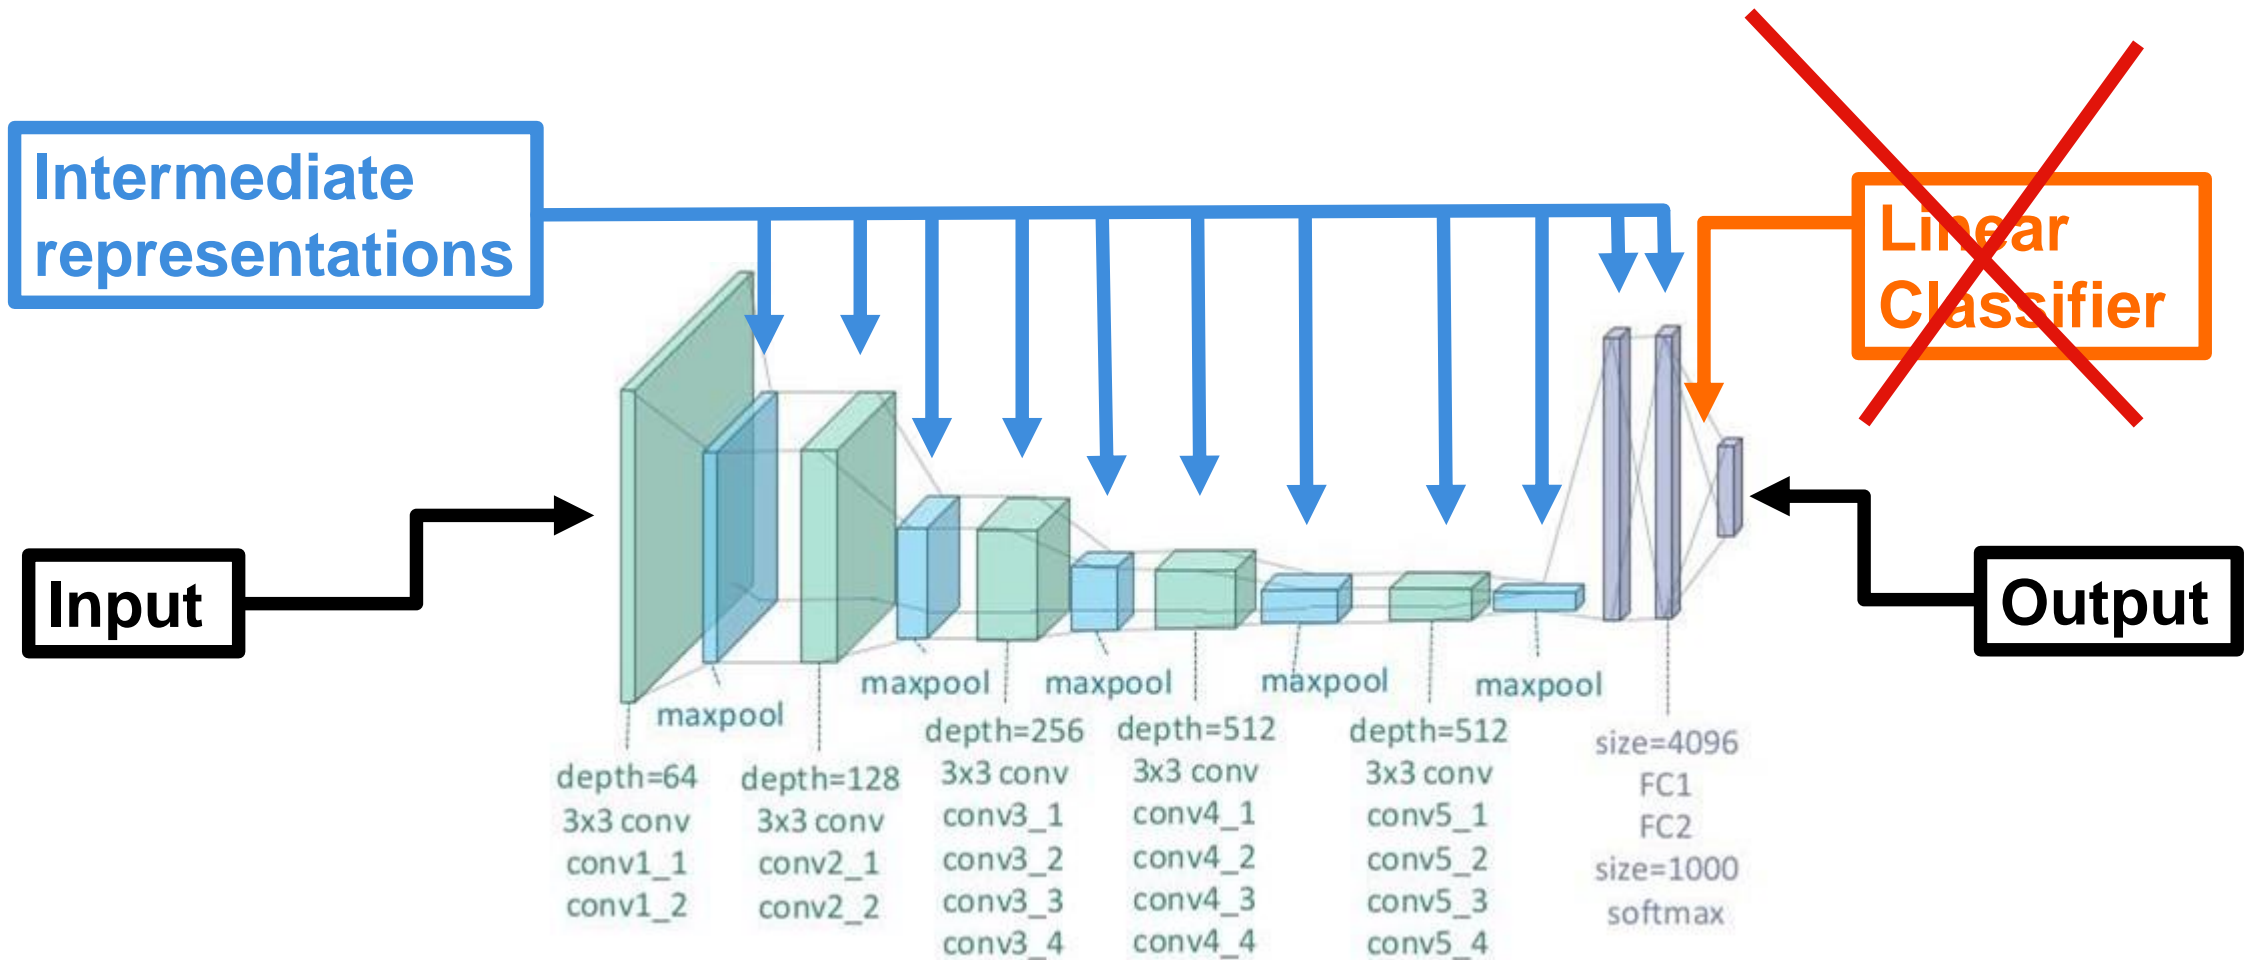 Intermediate
representations
Linear
Classifier
Input
Output
maxpool
maxpool
maxpool
maxpool
maxpool
depth=64
3x3 conv
conv1_1
conv1_2
depth=128
3x3 conv
conv2_1
conv2_2
depth=256
3x3 conv
conv3_1
conv3_2
conv3_3
conv3_4
depth=512
3x3 conv
conv4_1
conv4_2
conv4_3
conv4_4
depth=512
3x3 conv
conv5_1
conv5_2
conv5_3
conv5_4
size=4096
FC1
FC2
size=1000
softmax